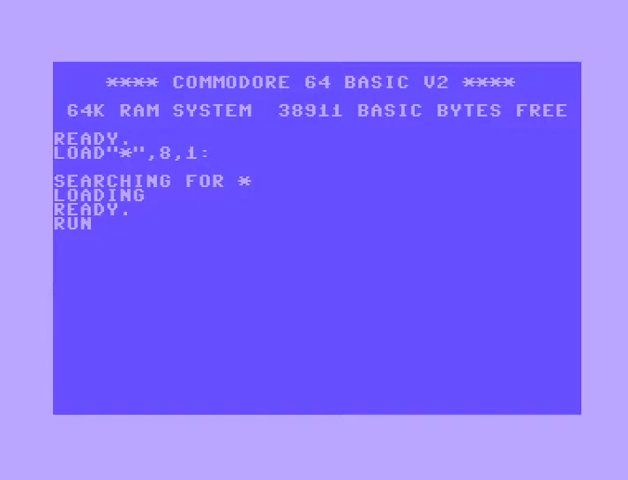 **** COMMODORE 64 BASIC V2 ****
64K RAM SYSTEM  38911 BASIC BYTES FREE
READY.
LOAD"*",8,1:
SEARCHING FOR *
LOADING
READY.
RUN